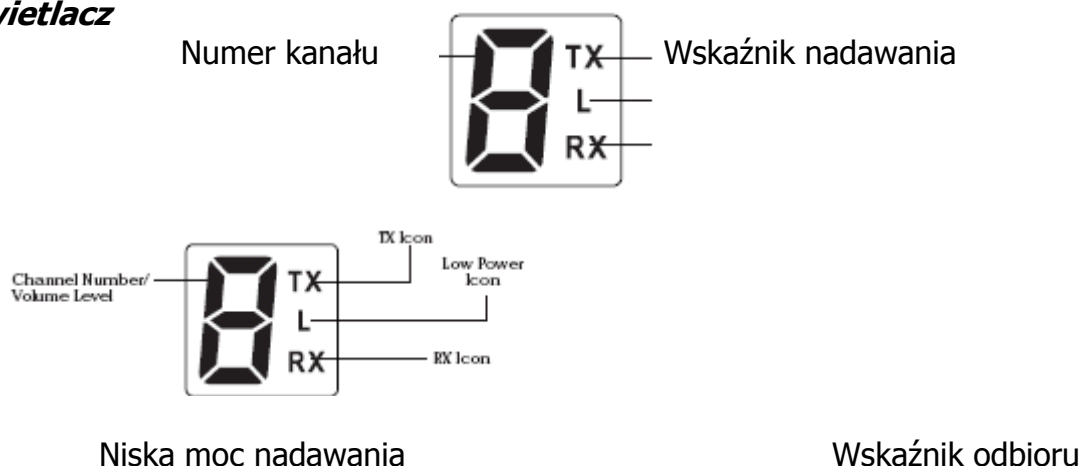 Numer kanału TX Wskaźnik nadawania
L
RX
TX Icon
Channel Number/
Volume Level
TX
Low Power
Icon
L
RX RX Icon
Niska moc nadawania Wskaźnik odbioru